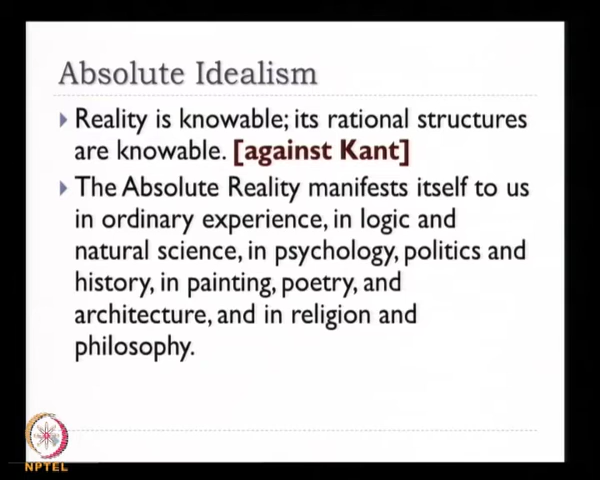 Absolute Idealism
Reality is knowable; its rational structures
are knowable. [against Kant]
The Absolute Reality manifests itself to us
in ordinary experience, in logic and
natural science, in psychology, politics and
history, in painting, poetry, and
architecture, and in religion and
philosophy.
NPTEL